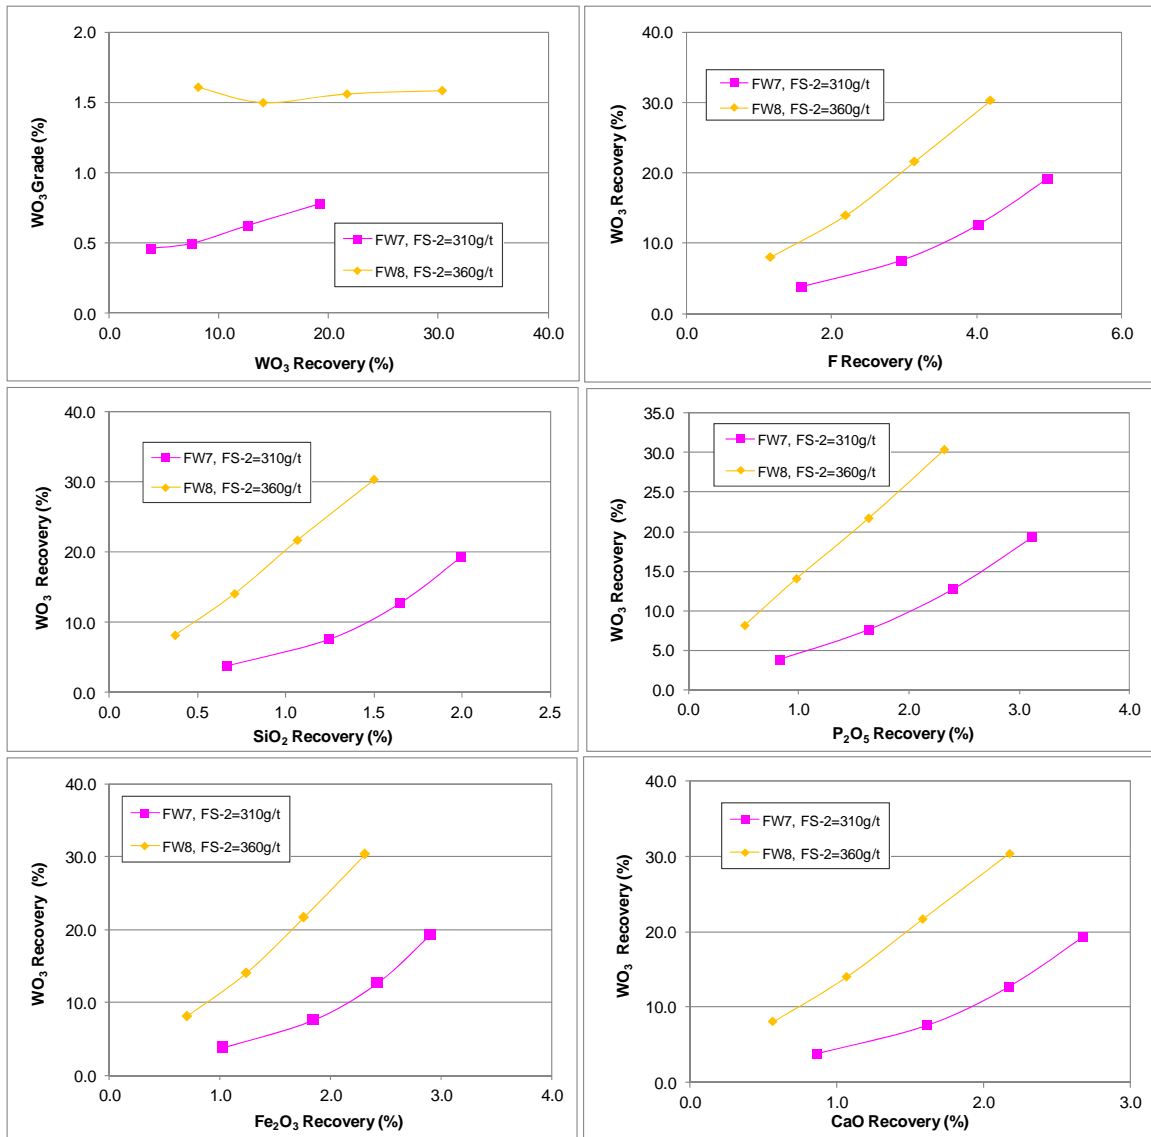 2.0
1.5
1.0
0.5
0.0
WO₃Grade (%)
FW7, FS-2=310g/t
FW8, FS-2=360g/t
0.0 10.0 20.0 30.0 40.0
WO₃ Recovery (%)
40.0
30.0
20.0
10.0
0.0
WO₃ Recovery (%)
FW7, FS-2=310g/t
FW8, FS-2=360g/t
0.0 2.0 4.0 6.0
F Recovery (%)
40.0
30.0
20.0
10.0
0.0
WO₃ Recovery (%)
FW7, FS-2=310g/t
FW8, FS-2=360g/t
0.0 0.5 1.0 1.5 2.0 2.5
SiO₂ Recovery (%)
35.0
30.0
25.0
20.0
15.0
10.0
5.0
0.0
WO₃ Recovery (%)
FW7, FS-2=310g/t
FW8, FS-2=360g/t
0.0 1.0 2.0 3.0 4.0
P₂O₅ Recovery (%)
40.0
30.0
20.0
10.0
0.0
WO₃ Recovery (%)
FW7, FS-2=310g/t
FW8, FS-2=360g/t
0.0 1.0 2.0 3.0 4.0
Fe₂O₃ Recovery (%)
40.0
30.0
20.0
10.0
0.0
WO₃ Recovery (%)
FW7, FS-2=310g/t
FW8, FS-2=360g/t
0.0 1.0 2.0 3.0
CaO Recovery (%)